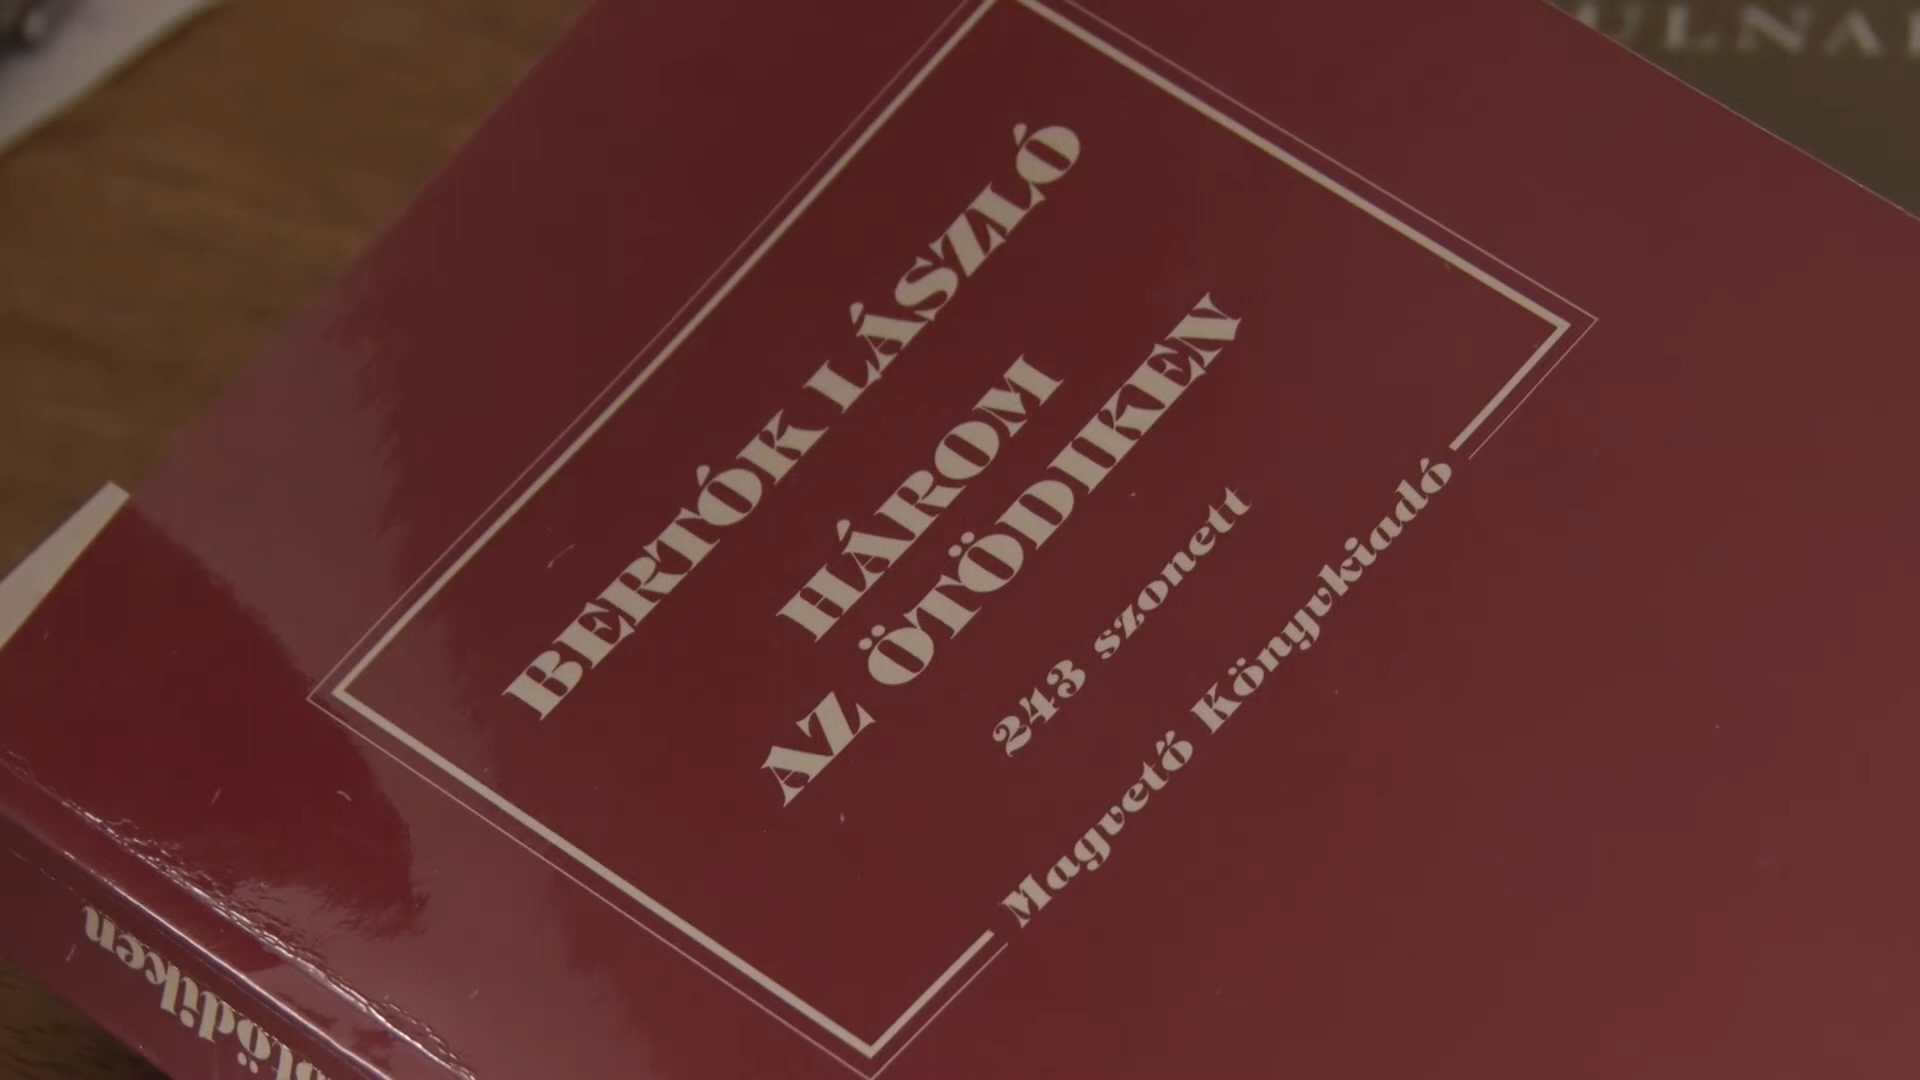 BERTÓK LÁSZLÓ
HÁROM
AZ ÖTÖDIKEN
243 szonett
Magvető Könyvkiadó
ötödiken